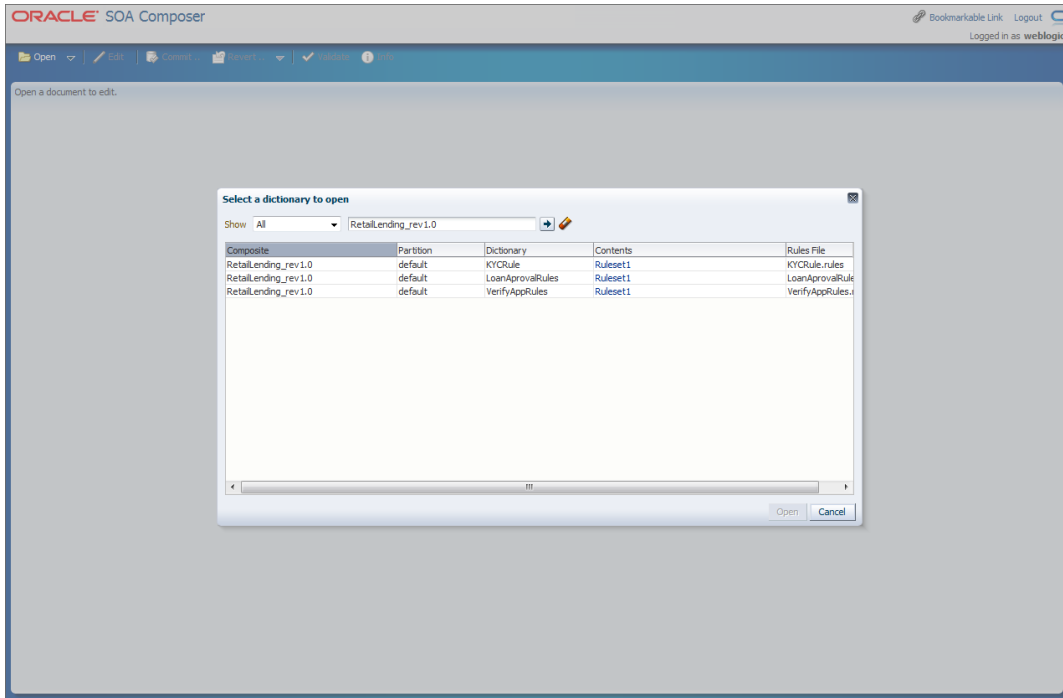 ORACLE SOA Composer
Bookmarkable Link Logout
Logged in as weblogic
Open Edit Commit... Revert... Validate Info
Open a document to edit.
Select a dictionary to open
Show All RetailLending_rev1.0
Composite Partition Dictionary Contents Rules File
RetailLending_rev1.0 default KYCRule Ruleset1 KYCRule.rules
RetailLending_rev1.0 default LoanAprovalRules Ruleset1 LoanAprovalRule
RetailLending_rev1.0 default VerifyAppRules Ruleset1 VerifyAppRules.
Open Cancel